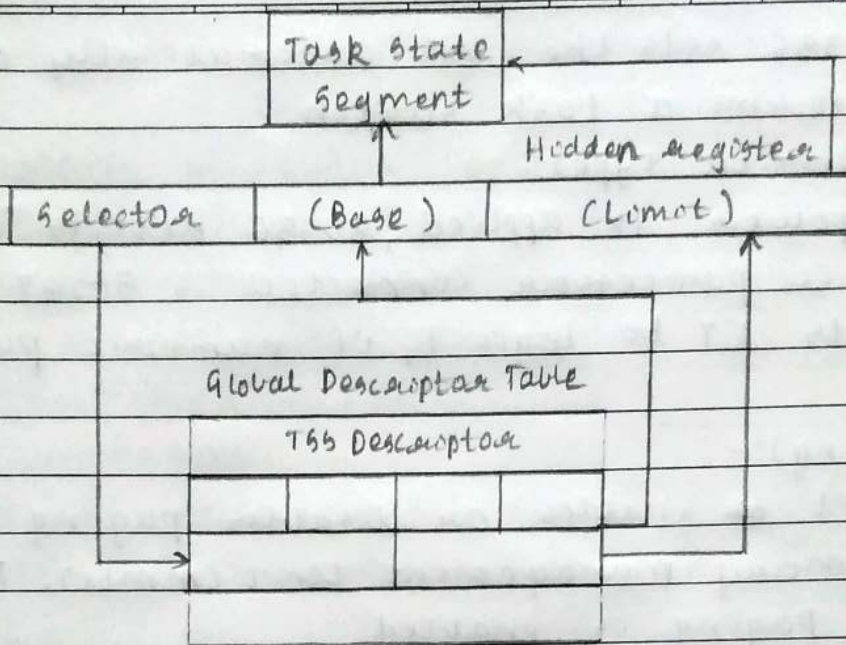 Task state
segment
Hidden register
selector (Base) (Limit)
Global Descriptor Table
TSS Descriptor